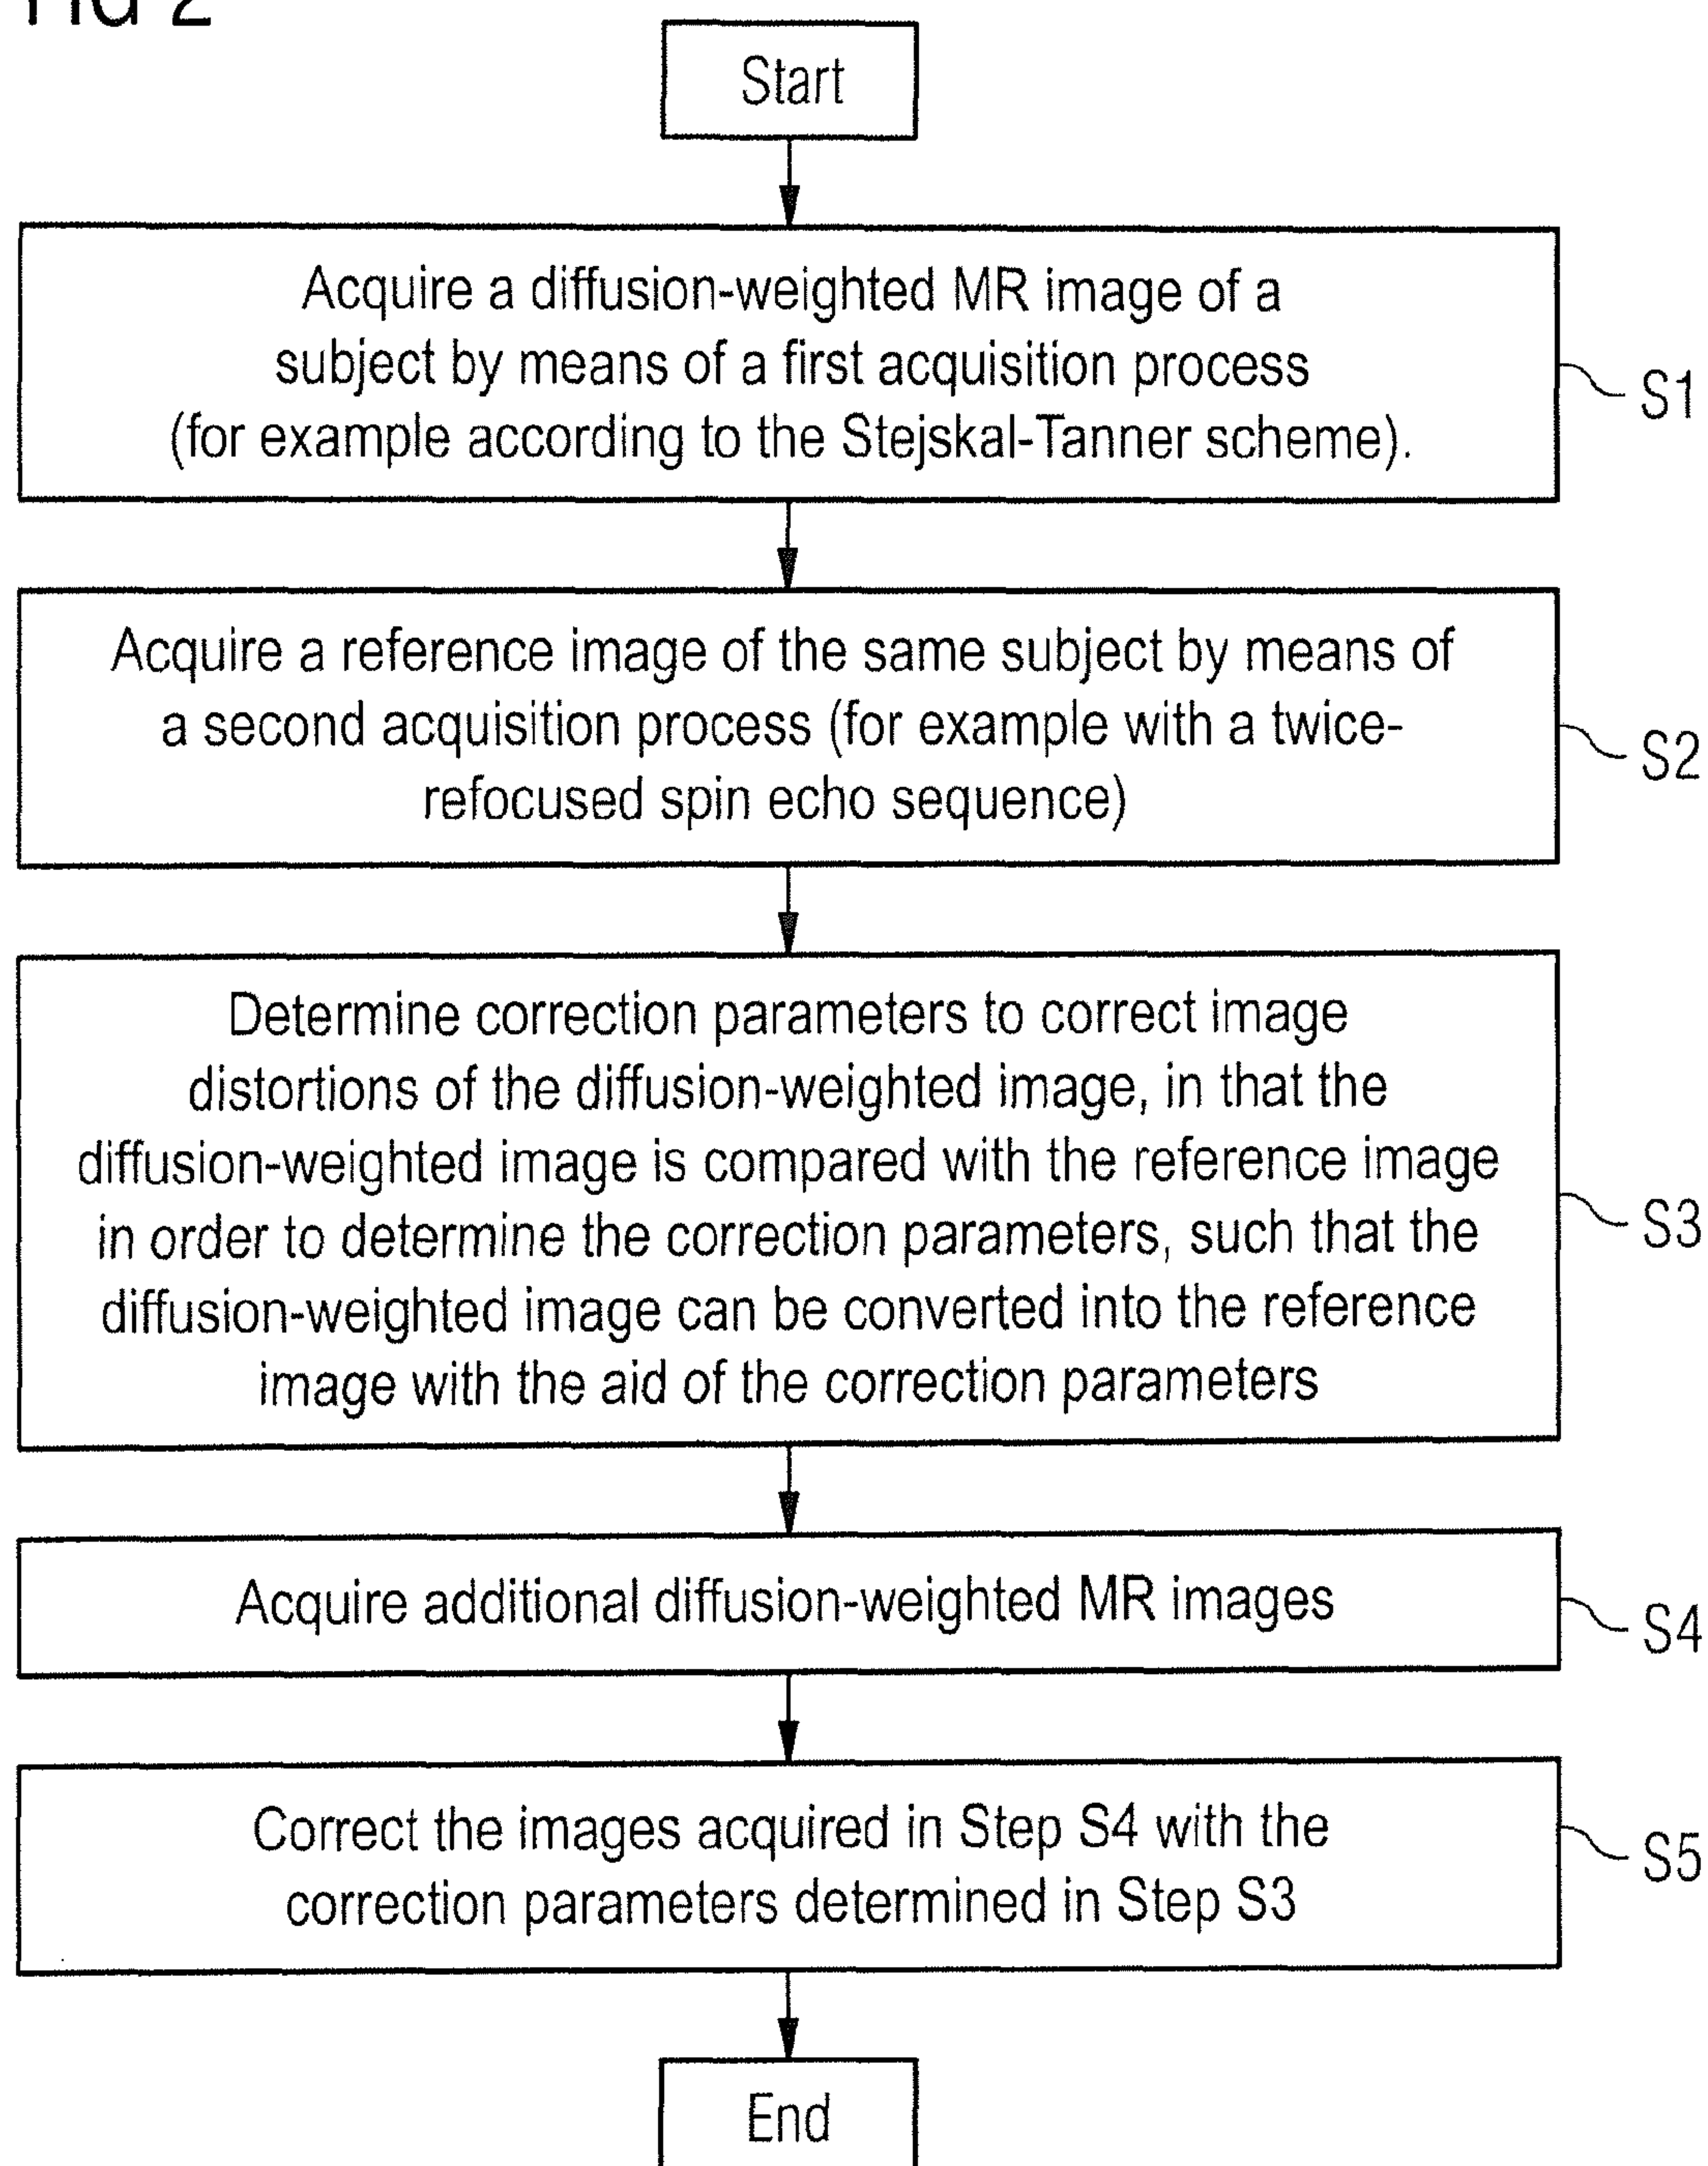 FIG 2
Start
Acquire a diffusion-weighted MR image of a
subject by means of a first acquisition process
(for example according to the Stejskal-Tanner scheme).
S1
Acquire a reference image of the same subject by means of
a second acquisition process (for example with a twice-
refocused spin echo sequence)
S2
Determine correction parameters to correct image
distortions of the diffusion-weighted image, in that the
diffusion-weighted image is compared with the reference image
in order to determine the correction parameters, such that the
diffusion-weighted image can be converted into the reference
image with the aid of the correction parameters
S3
Acquire additional diffusion-weighted MR images
S4
Correct the images acquired in Step S4 with the
correction parameters determined in Step S3
S5
End